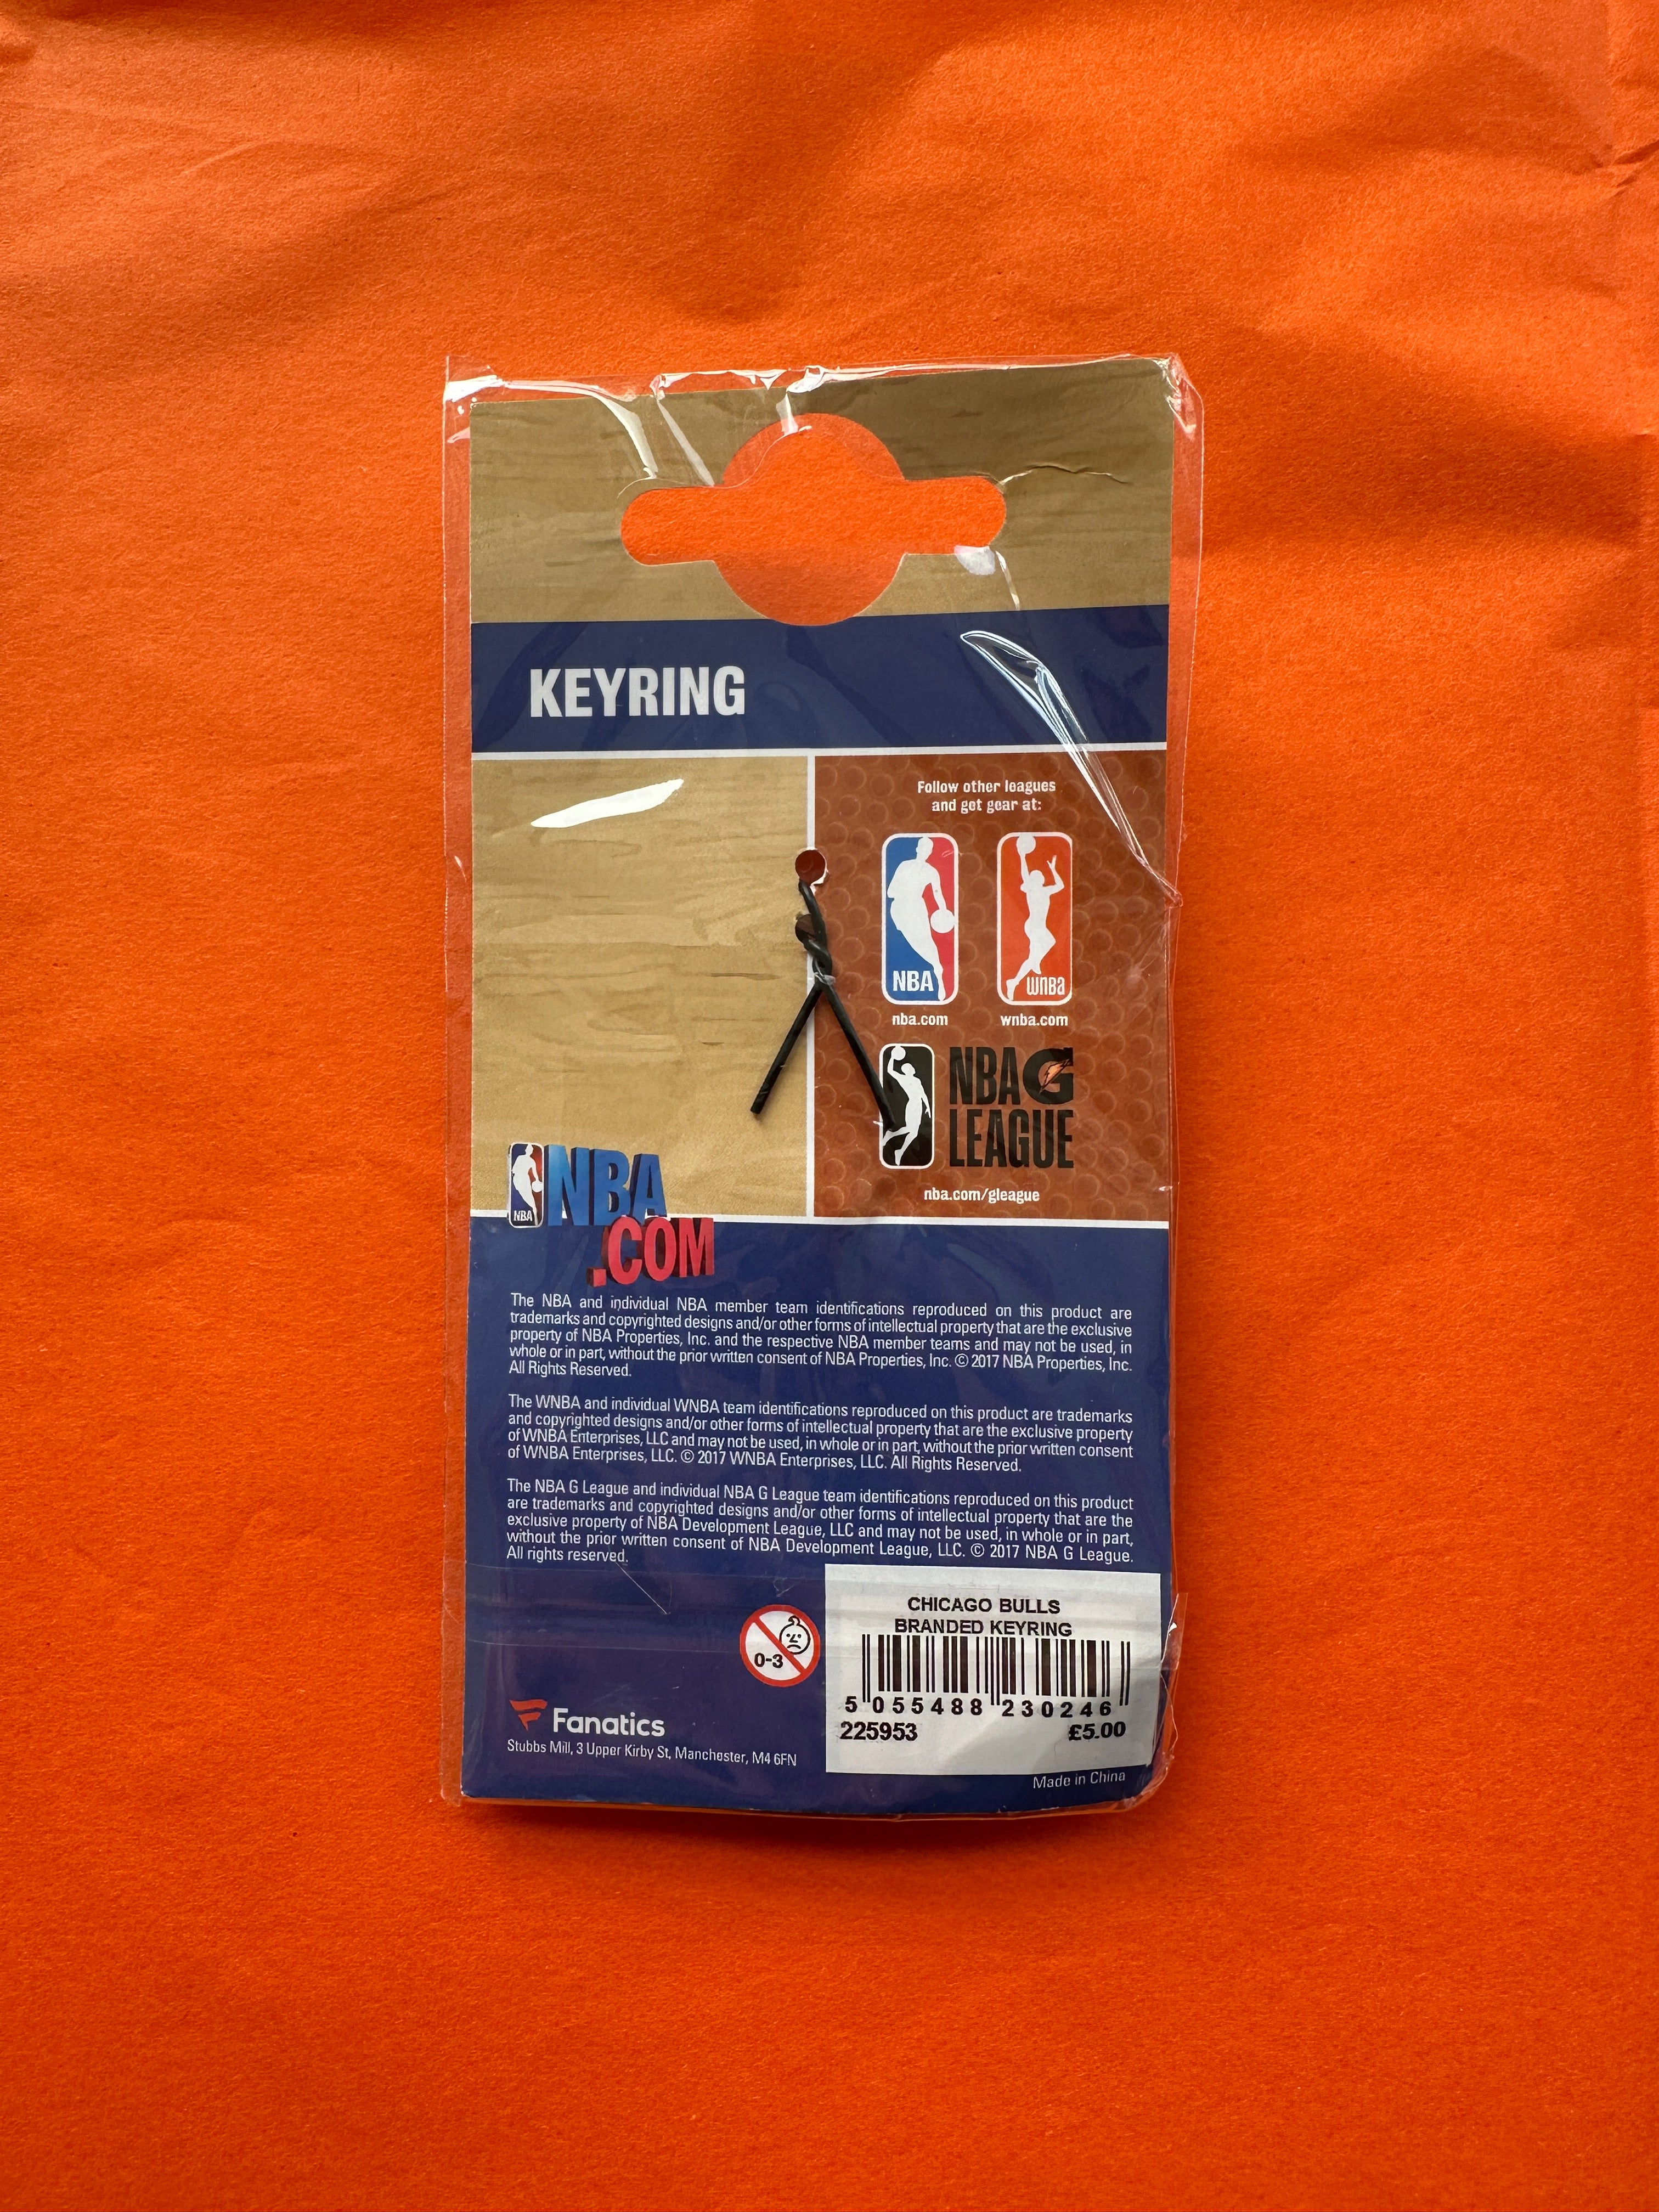 KEYRING
Follow other leagues
and get gear at:
NBA
WNBA
nba.com
wnba.com
NBA G
LEAGUE
nba.com/gleague
NBA
NBA
.COM
The NBA and individual NBA member team identifications reproduced on this product are
trademarks and copyrighted designs and/or other forms of intellectual property that are the exclusive
property of NBA Properties, Inc. and the respective NBA member teams and may not be used, in
whole or in part, without the prior written consent of NBA Properties, Inc. © 2017 NBA Properties, Inc.
All Rights Reserved.
The WNBA and individual WNBA team identifications reproduced on this product are trademarks
and copyrighted designs and/or other forms of intellectual property that are the exclusive property
of WNBA Enterprises, LLC and may not be used, in whole or in part, without the prior written consent
of WNBA Enterprises, LLC. © 2017 WNBA Enterprises, LLC. All Rights Reserved.
The NBA G League and individual NBA G League team identifications reproduced on this product
are trademarks and copyrighted designs and/or other forms of intellectual property that are the
exclusive property of NBA Development League, LLC and may not be used, in whole or in part,
without the prior written consent of NBA Development League, LLC. © 2017 NBA G League.
All rights reserved.
0-3
CHICAGO BULLS
BRANDED KEYRING
5 055488 230246
225953 £5.00
Fanatics
Stubbs Mill, 3 Upper Kirby St, Manchester, M4 6FN
Made in China